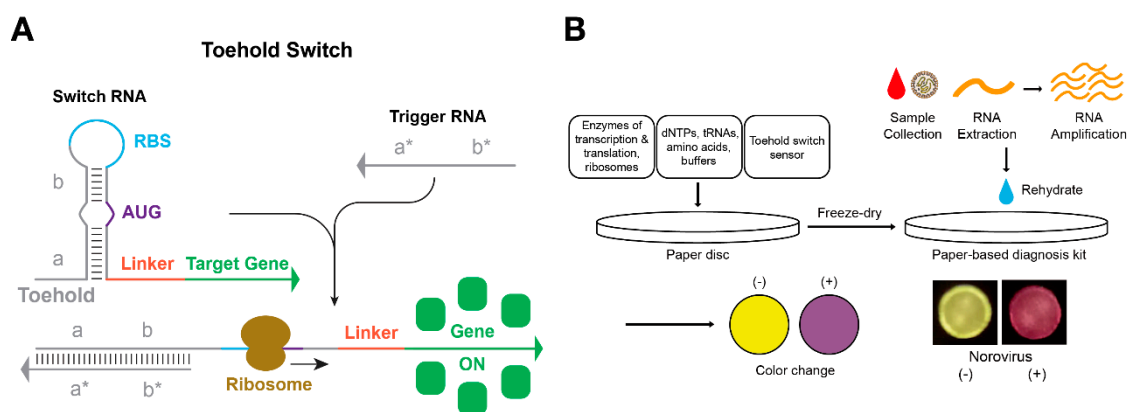 A
Toehold Switch
Switch RNA
RBS
b
AUG
a
Linker
Target Gene
Toehold
Trigger RNA
a*
b*
a
b
Linker
Gene
ON
a*
b*
Ribosome
B
Sample
Collection
RNA
Extraction
RNA
Amplification
Enzymes of
transcription &
translation,
ribosomes
dNTPs, tRNAs,
amino acids,
buffers
Toehold switch
sensor
Rehydrate
Freeze-dry
Paper disc
Paper-based diagnosis kit
(-)
(+)
Color change
Norovirus
(-)
(+)